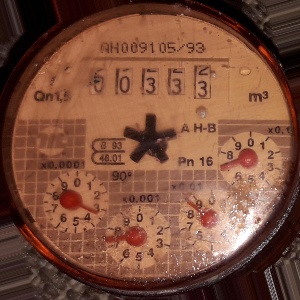 AH009105/93
00333
Qn1,5
m³
A H-B
8 93
48.01
Pn 16
90°
x0,1
x0,01
x0,001
x0,0001